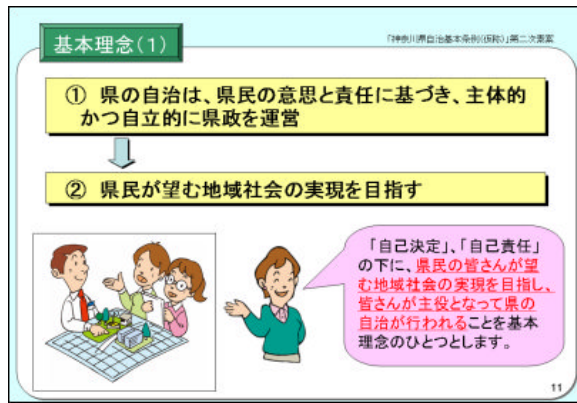 「神奈川県自治基本条例(仮称)」第二次素案
基本理念(1)
① 県の自治は、県民の意思と責任に基づき、主体的
かつ自立的に県政を運営
② 県民が望む地域社会の実現を目指す
「自己決定」、「自己責任」
の下に、県民の皆さんが望
む地域社会の実現を目指し、
皆さんが主役となって県の
自治が行われることを基本
理念のひとつとします。
11